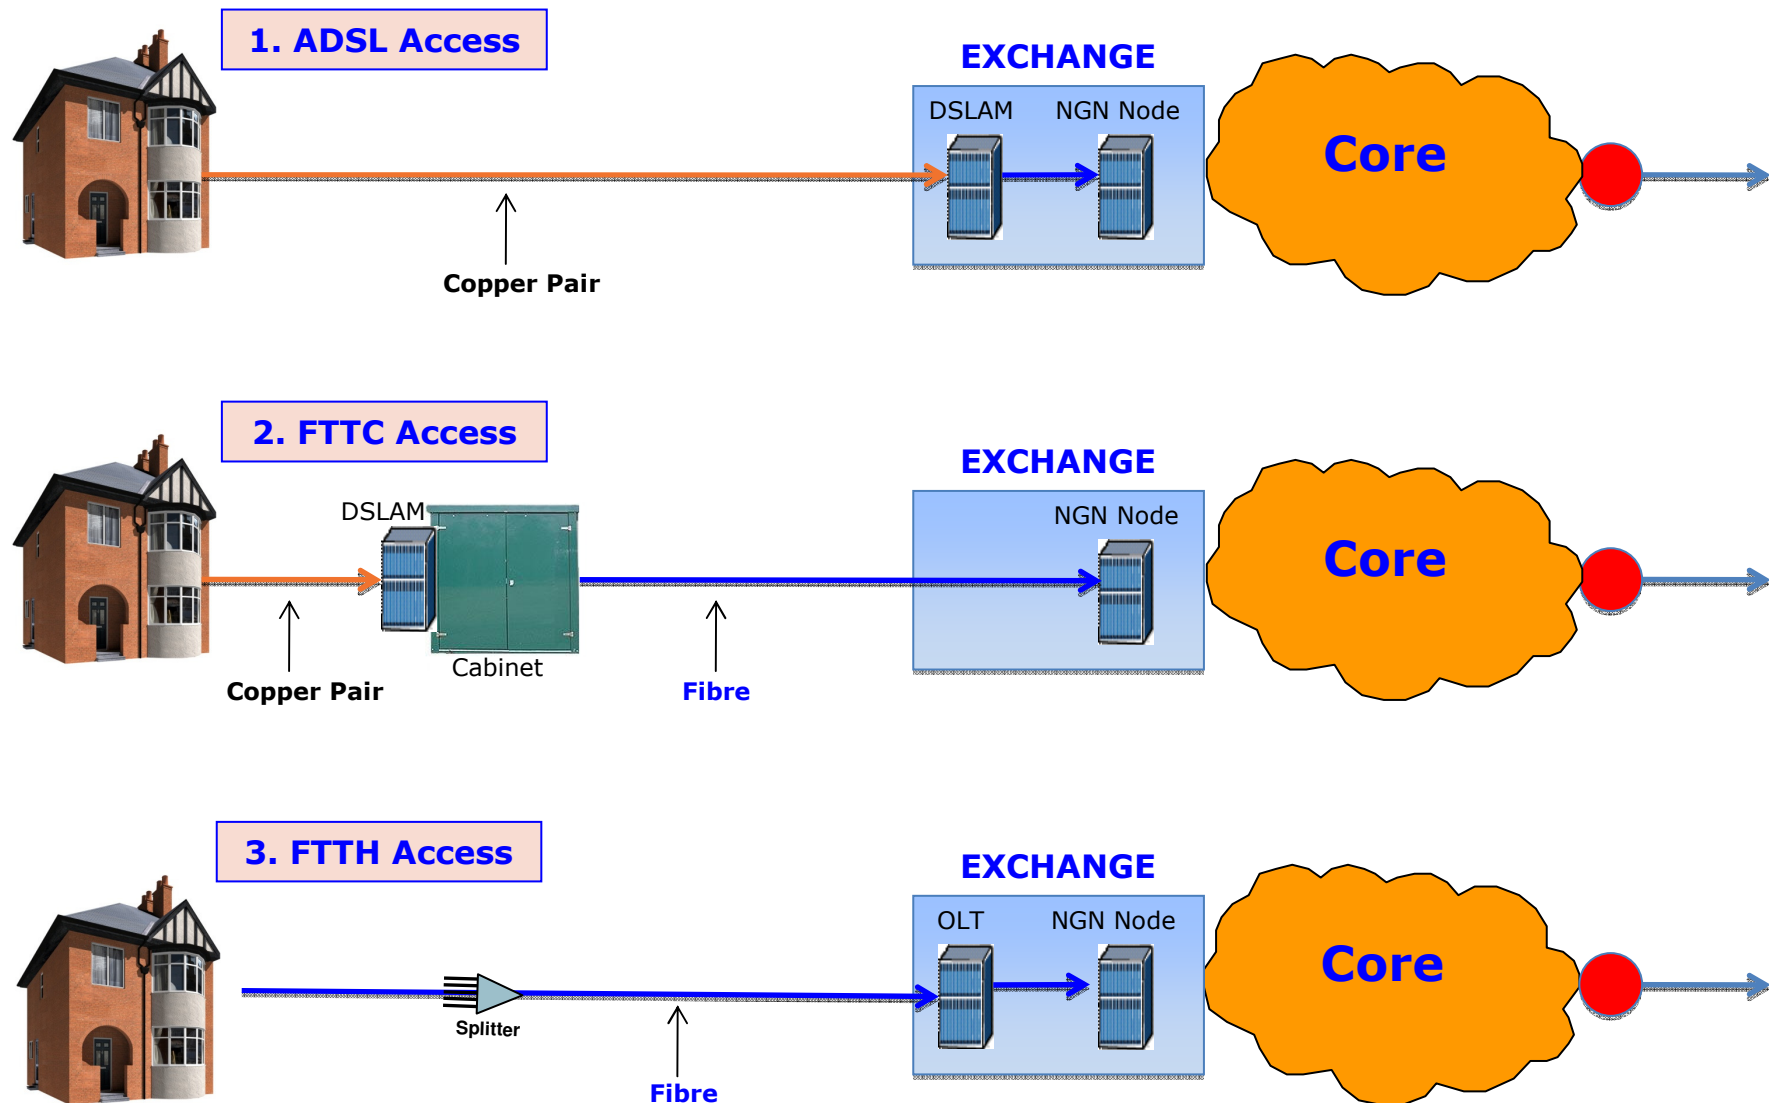 1. ADSL Access
EXCHANGE
DSLAM
NGN Node
Core
Copper Pair
2. FTTC Access
EXCHANGE
DSLAM
NGN Node
Core
Cabinet
Copper Pair
Fibre
3. FTTH Access
EXCHANGE
OLT
NGN Node
Core
Splitter
Fibre